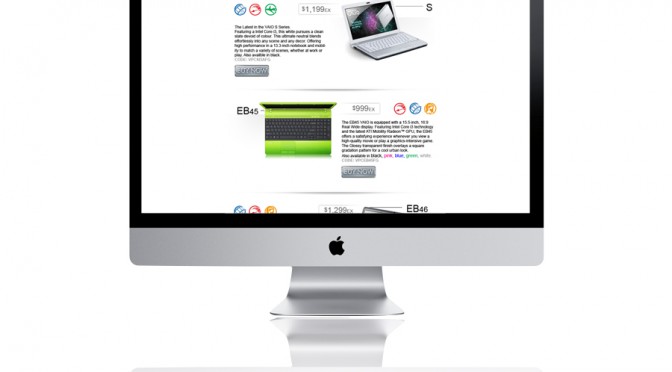 $1,199EX
S
The Latest in the VAIO S Series
Featuring a Intel Core i3, this white pursues a clean
slate devoid of colour. This ultimate neutral blends
effortlessly into any scene and any decor. Offering
high performance in a 13.3-inch notebook and mobil-
ity to match a variety of scenes, whether at work or
play. Also available in black.
BUY NOW
EB45
$999EX
The EB45 VAIO is equipped with a 15.5-inch, 16:9
Real Wide display. Featuring Intel Core i3 technology
and the latest ATI Mobility Radeon™ GPU, the EB45
offers a satisfying experience whenever you view a
high-quality movie or play a graphics-intensive game.
The Glossy transparent finish overlays a square
gradation pattern for a cool urban look.
Also available in black, pink, blue, green, white
BUY NOW
$1,299EX
EB46